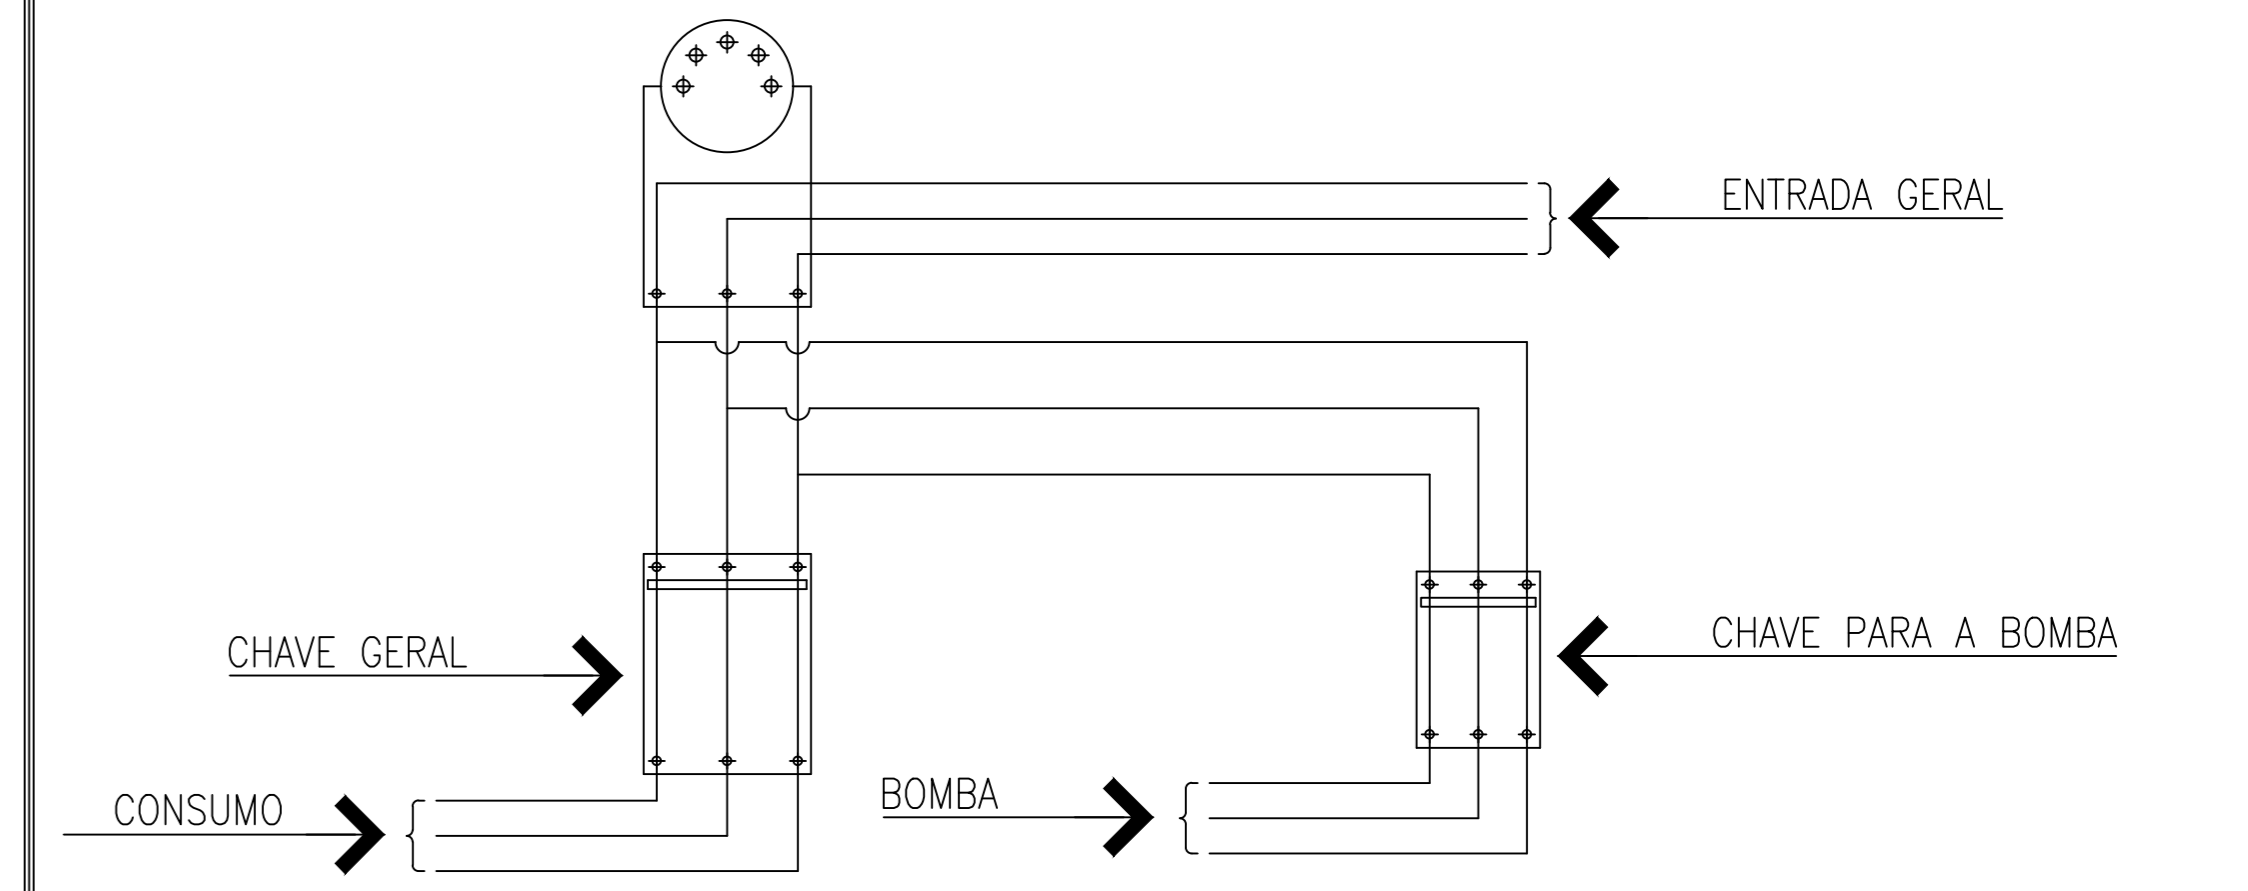 ENTRADA GERAL
CHAVE GERAL
CHAVE PARA A BOMBA
CONSUMO
BOMBA